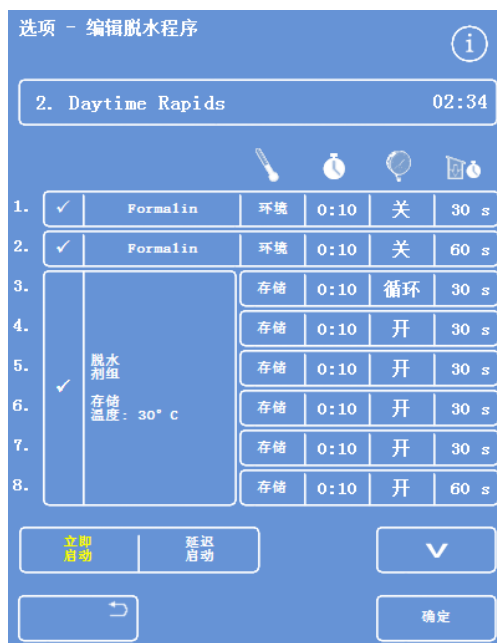 选项 - 编辑脱水程序
i
2. Daytime Rapids 02:34
1. ✓ Formalin 环境 0:10 关 30 s
2. ✓ Formalin 环境 0:10 关 60 s
3. 存储 0:10 循环 30 s
4. 存储 0:10 开 30 s
5. 存储 0:10 开 30 s
6. 存储 0:10 开 30 s
7. 存储 0:10 开 30 s
8. 存储 0:10 开 60 s
✓
脱水
剂组
存储
温度: 30° C
立即
启动
延迟
启动
确定